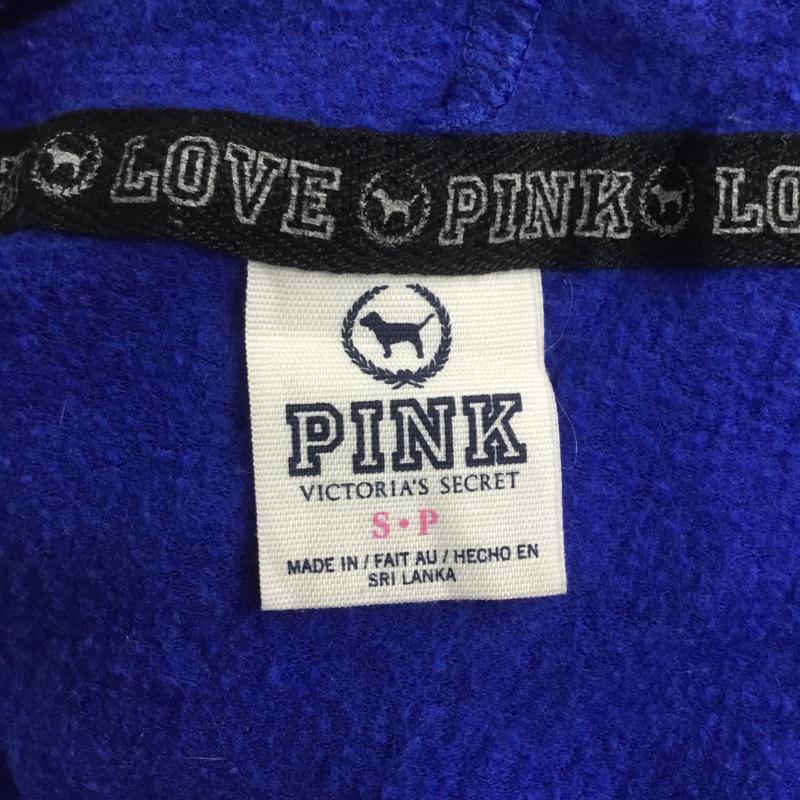 LOVE PINK LO
PINK
VICTORIA'S SECRET
S•P
MADE IN / FAIT AU / HECHO EN
SRI LANKA